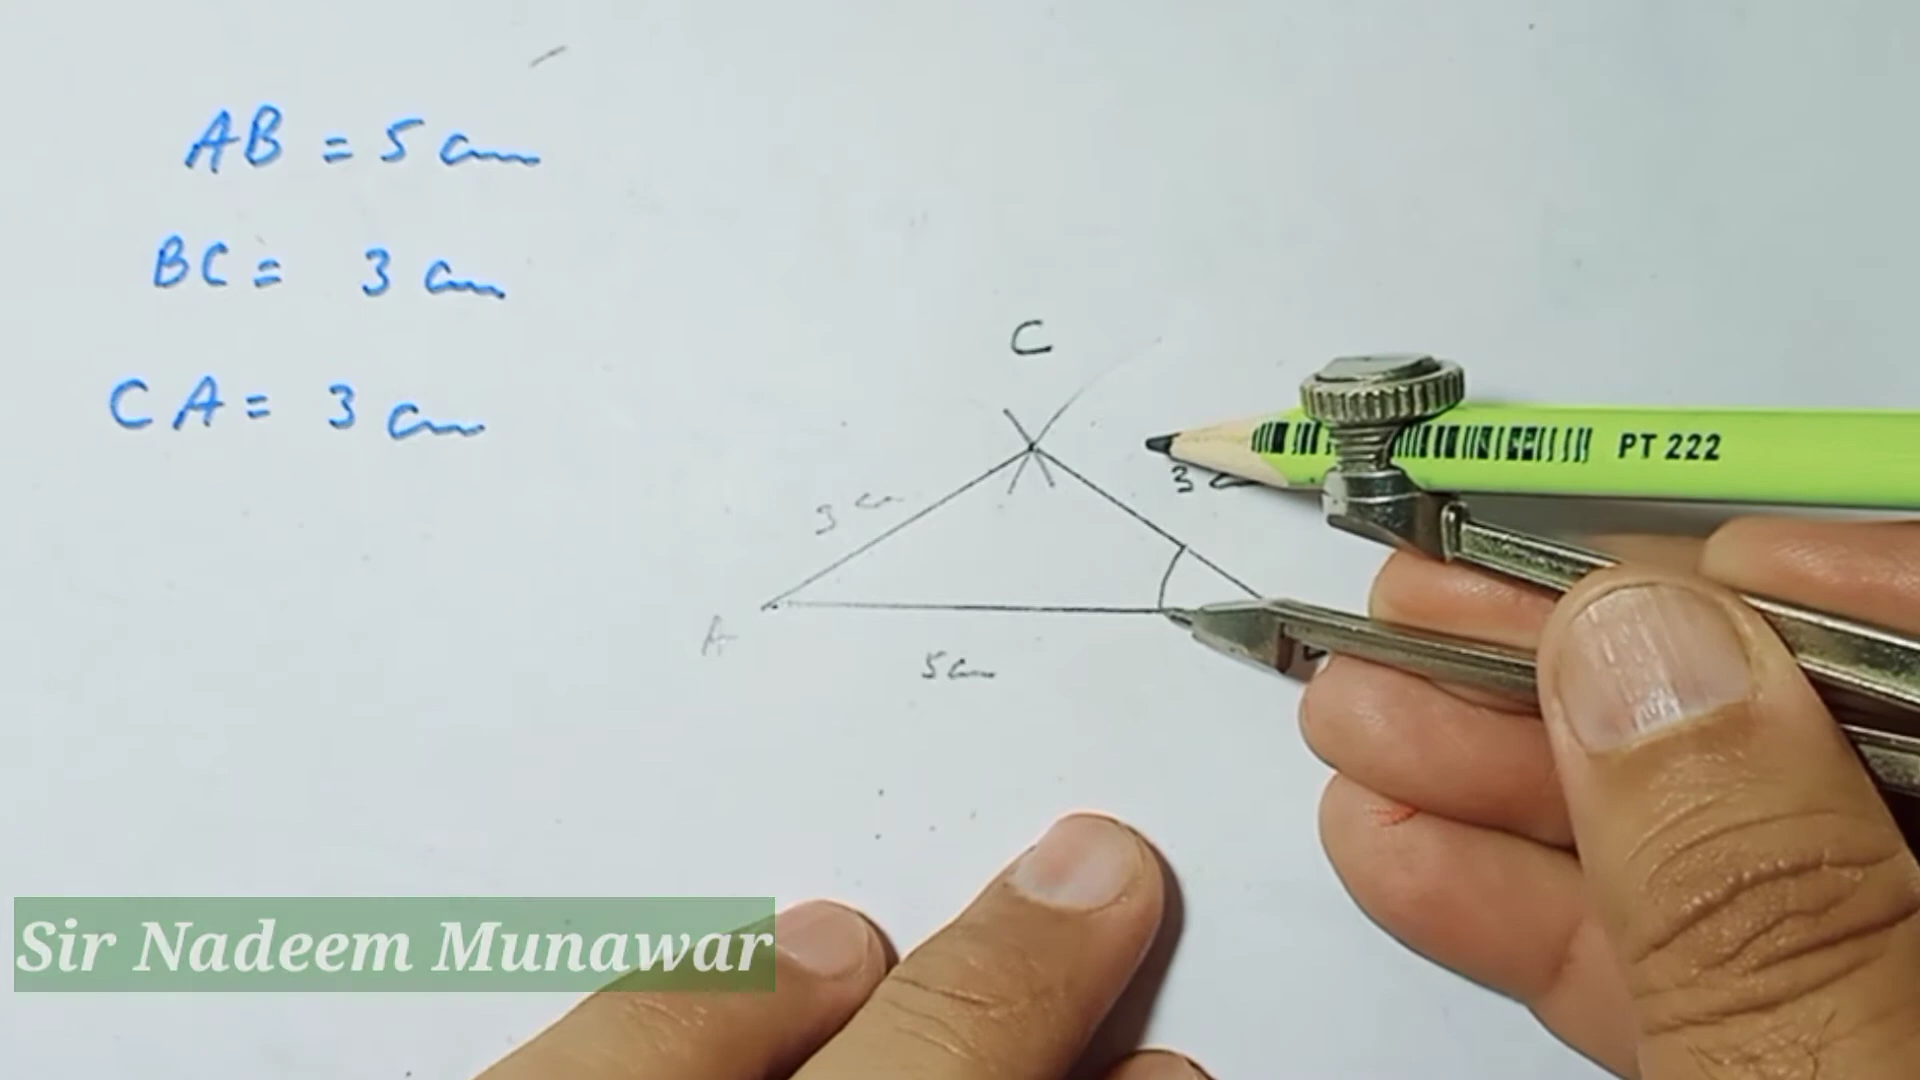 AB = 5 cm
BC = 3 cm
CA = 3 cm
C
PT 222
3 cm
3
A
5 cm
Sir Nadeem Munawar